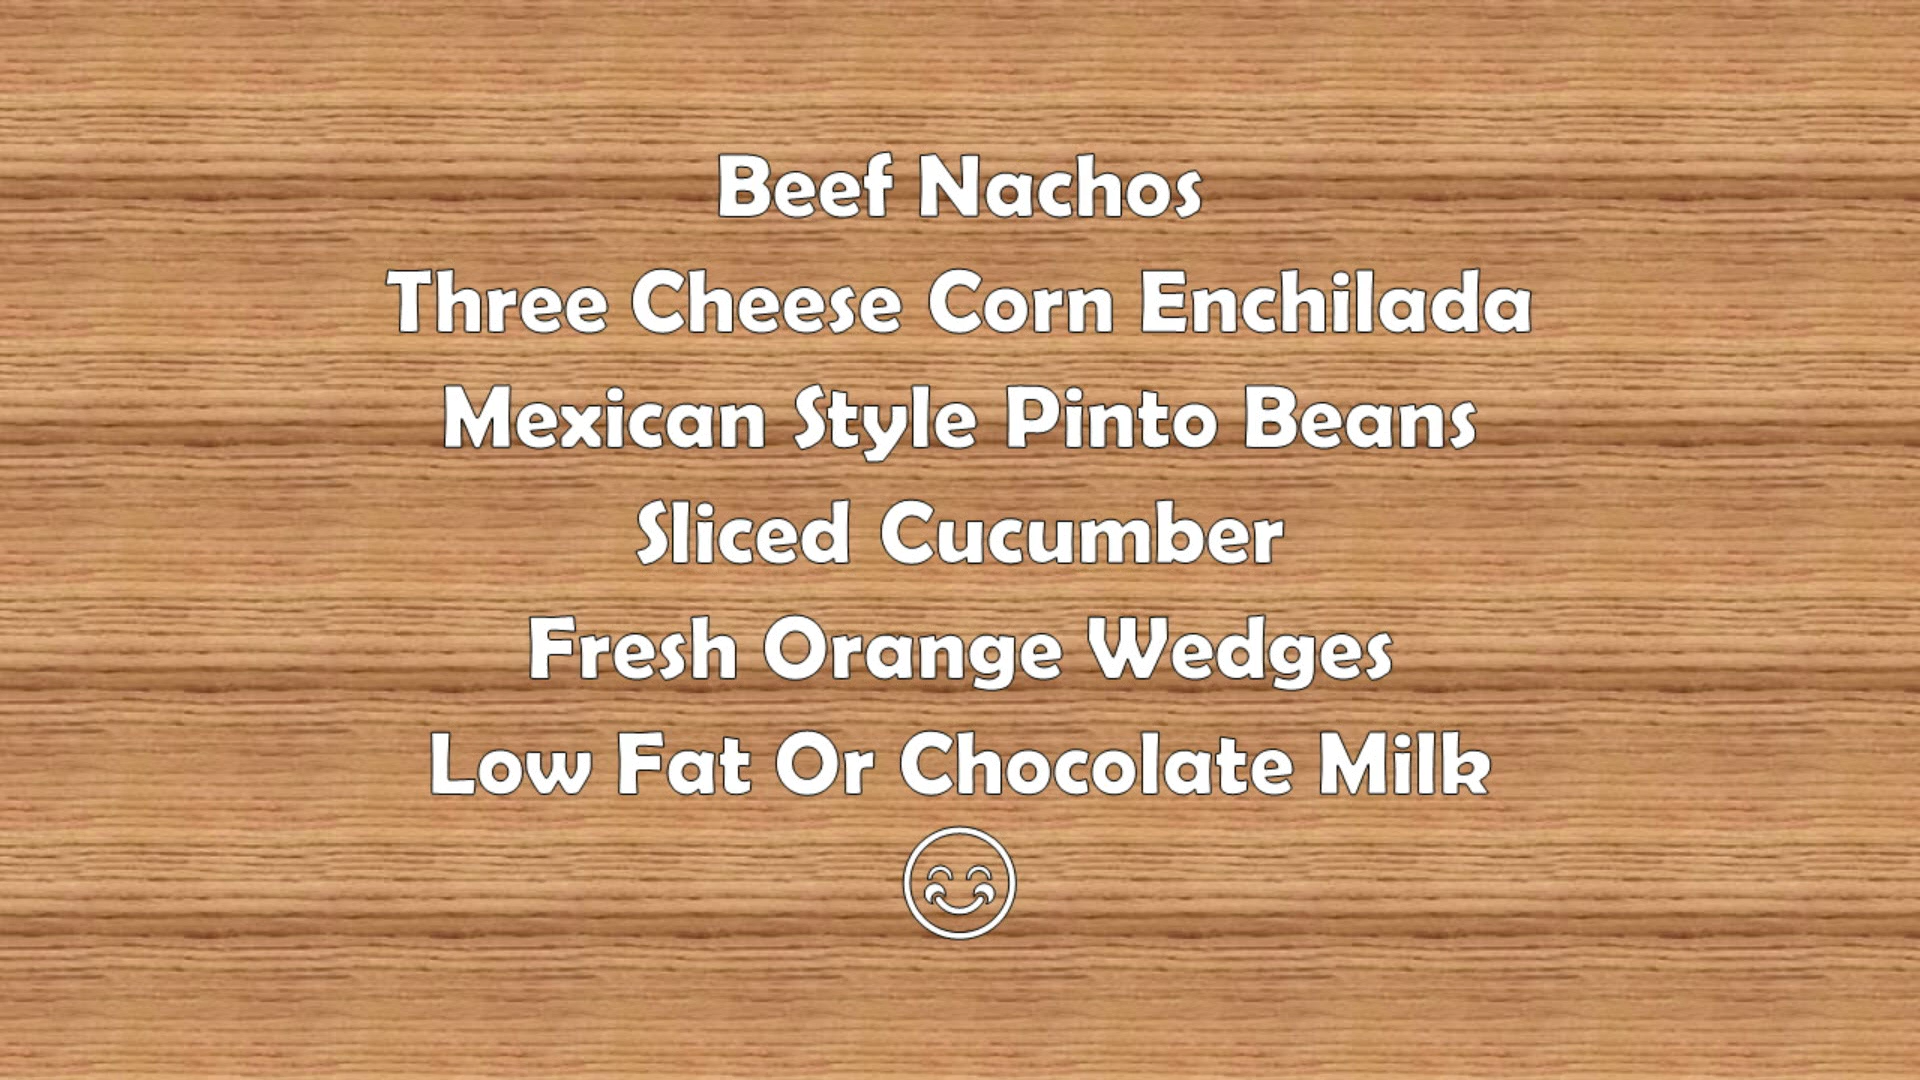 Beef Nachos
Three Cheese Corn Enchilada
Mexican Style Pinto Beans
Sliced Cucumber
Fresh Orange Wedges
Low Fat Or Chocolate Milk